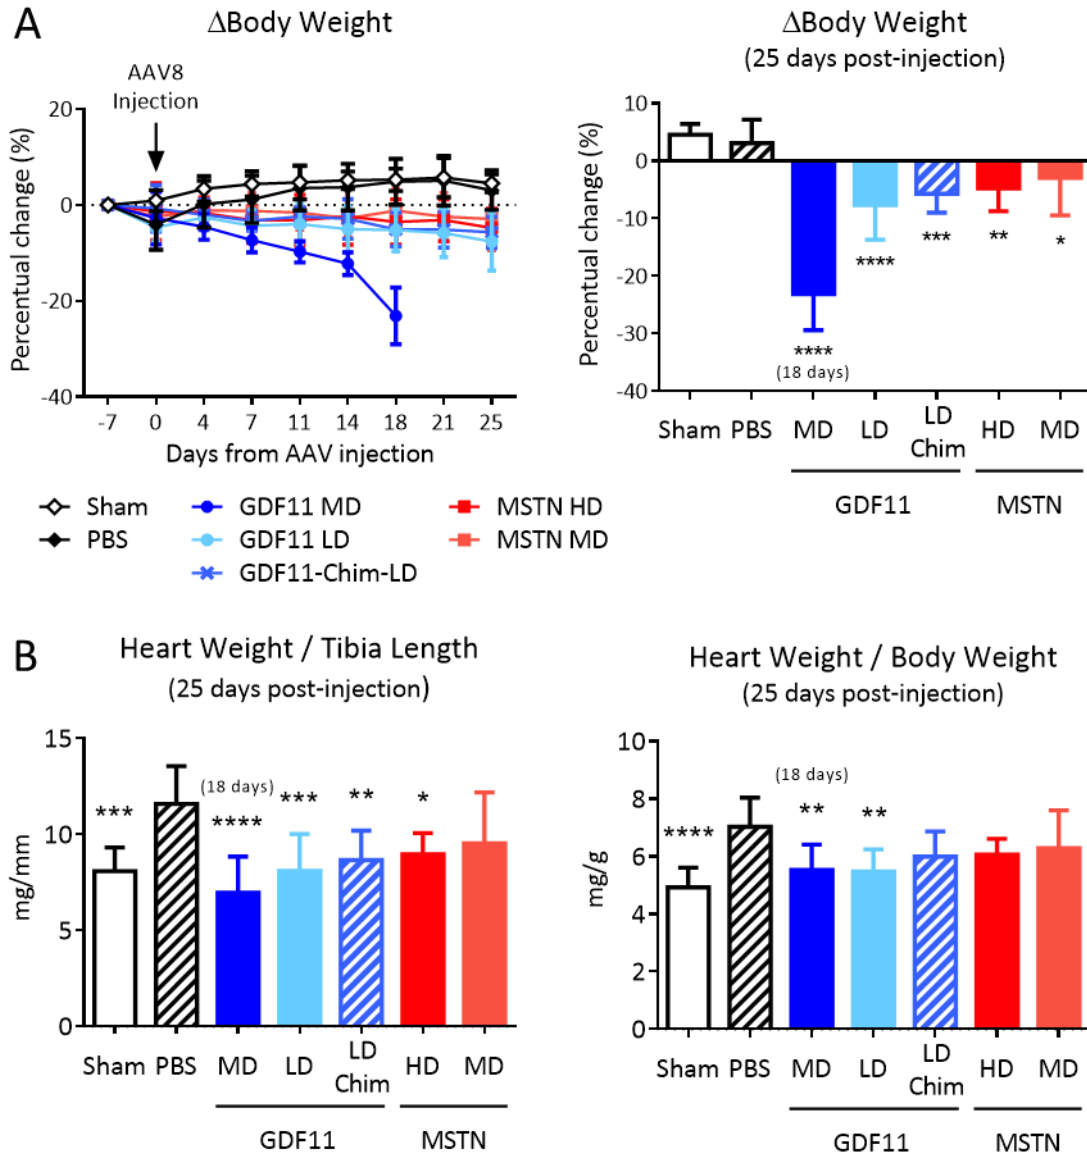 A
ΔBody Weight
AAV8
Injection
Percentual change (%)
20
0
-20
-40
-7 0 4 7 11 14 18 21 25
Days from AAV injection
Sham
PBS
GDF11 MD
GDF11 LD
GDF11-Chim-LD
MSTN HD
MSTN MD
ΔBody Weight
(25 days post-injection)
Percentual change (%)
10
0
-10
-20
-30
-40
****
(18 days)
****
***
**
*
Sham PBS MD LD LD Chim HD MD
GDF11 MSTN
B
Heart Weight / Tibia Length
(25 days post-injection)
mg/mm
15
10
5
0
***
(18 days)
****
***
**
*
Sham PBS MD LD LD Chim HD MD
GDF11 MSTN
Heart Weight / Body Weight
(25 days post-injection)
mg/g
10
8
6
4
2
0
****
(18 days)
**
**
Sham PBS MD LD LD Chim HD MD
GDF11 MSTN